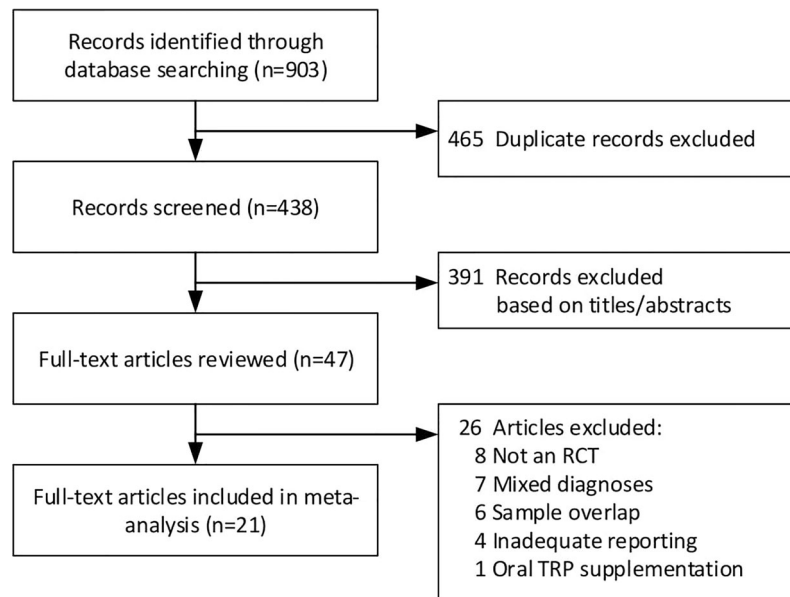 Records identified through
database searching (n=903)
465 Duplicate records excluded
Records screened (n=438)
391 Records excluded
based on titles/abstracts
Full-text articles reviewed (n=47)
26 Articles excluded:
8 Not an RCT
7 Mixed diagnoses
6 Sample overlap
4 Inadequate reporting
1 Oral TRP supplementation
Full-text articles included in meta-
analysis (n=21)